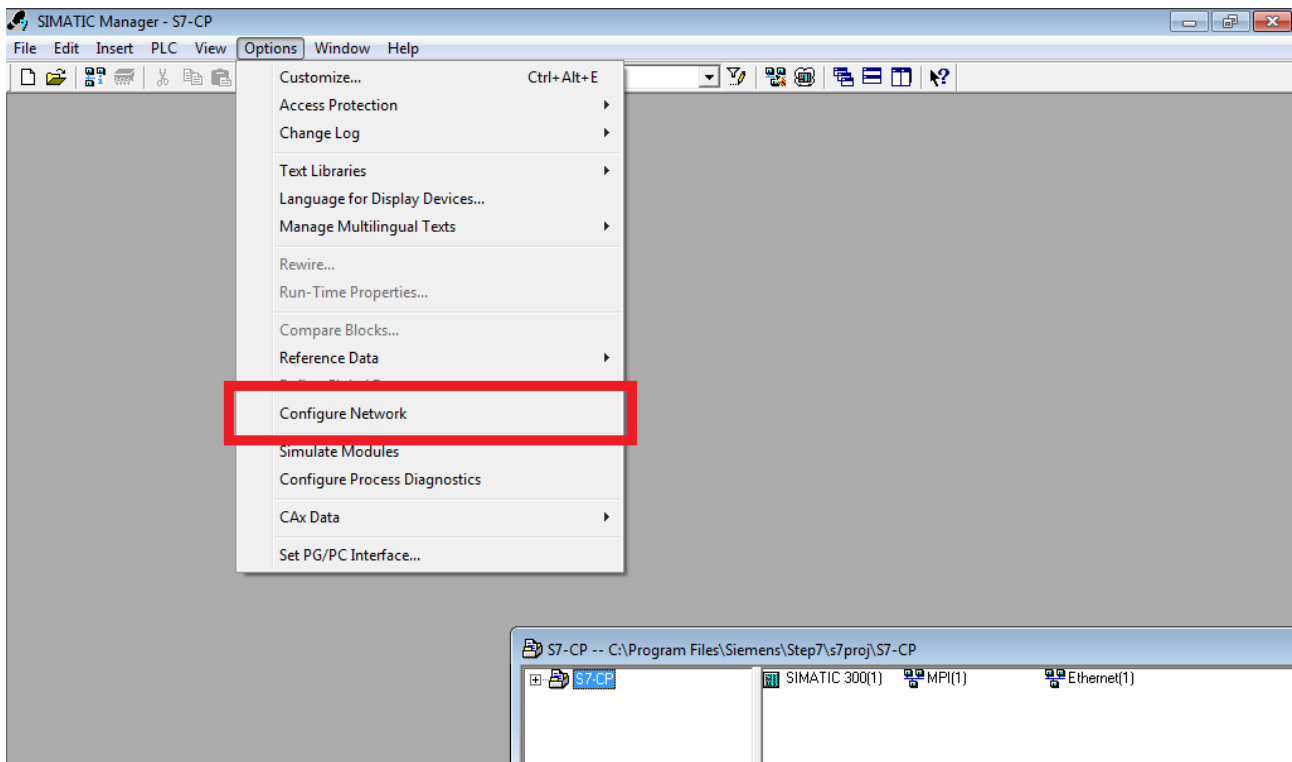 SIMATIC Manager - S7-CP
File Edit Insert PLC View Options Window Help
Customize... Ctrl+Alt+E
Access Protection
Change Log
Text Libraries
Language for Display Devices...
Manage Multilingual Texts
Rewire...
Run-Time Properties...
Compare Blocks...
Reference Data
Configure Network
Simulate Modules
Configure Process Diagnostics
CAx Data
Set PG/PC Interface...
S7-CP -- C:\Program Files\Siemens\Step7\s7proj\S7-CP
S7-CP SIMATIC 300(1) MPI(1) Ethernet(1)